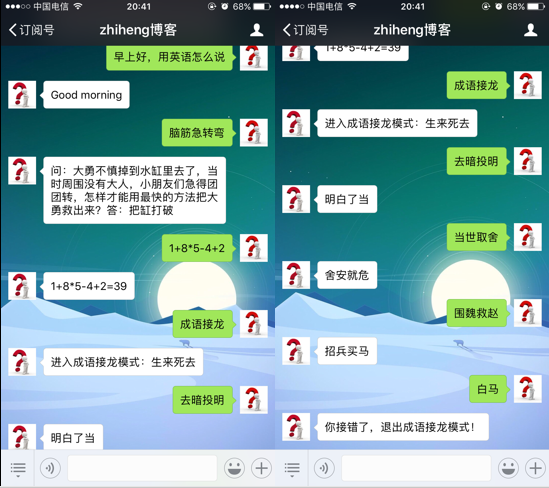 中国电信 20:41 68%
订阅号 zhiheng博客
早上好，用英语怎么说
Good morning
脑筋急转弯
问：大勇不慎掉到水缸里去了，当
时周围没有大人，小朋友们急得团
团转，怎样才能用最快的方法把大
勇救出来？答：把缸打破
1+8*5-4+2
1+8*5-4+2=39
成语接龙
进入成语接龙模式：生来死去
去暗投明
明白了当
中国电信 20:41 68%
订阅号 zhiheng博客
1+8*5-4+2=39
成语接龙
进入成语接龙模式：生来死去
去暗投明
明白了当
当世取舍
舍安就危
围魏救赵
招兵买马
白马
你接错了，退出成语接龙模式！